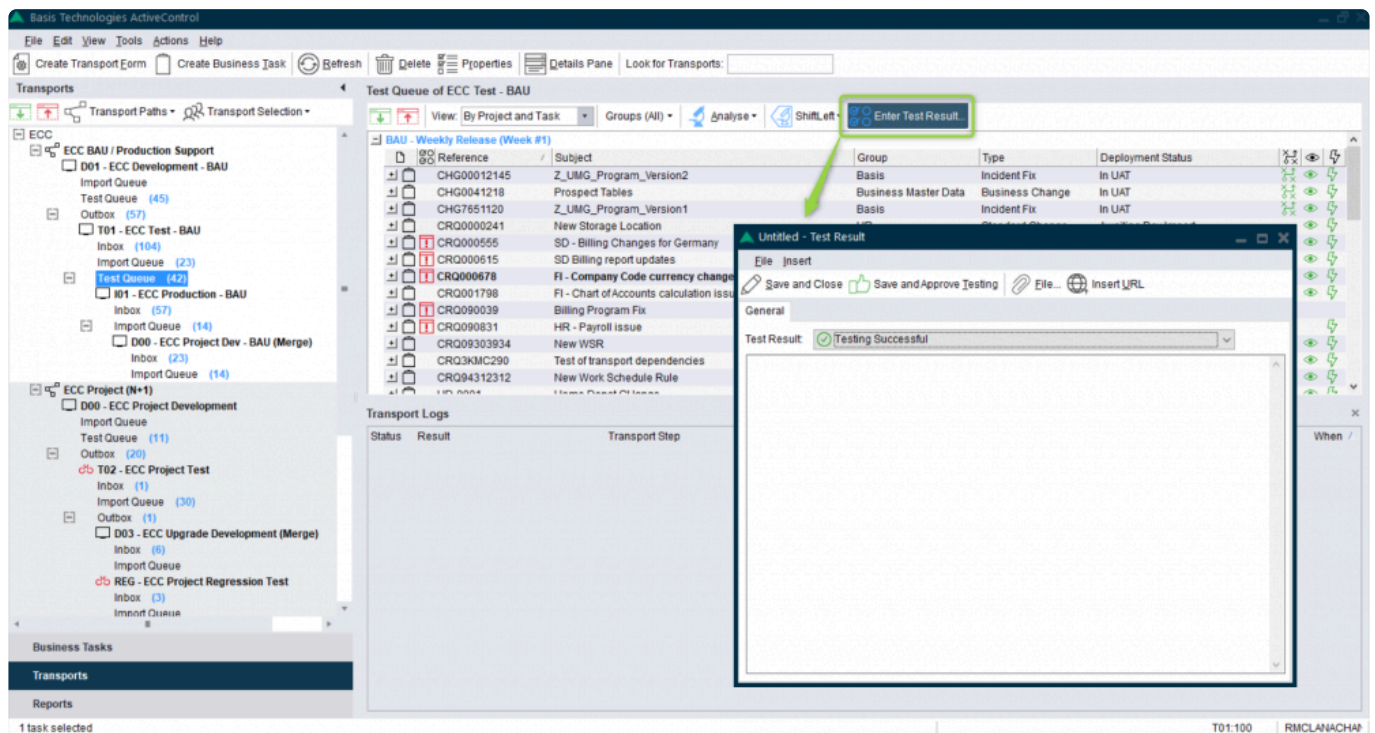 Basis Technologies ActiveControl
File Edit View Tools Actions Help
Create Transport Form Create Business Task Refresh Delete Properties Details Pane Look for Transports:
Transports
Transport Paths Transport Selection
ECC
ECC BAU / Production Support
D01 - ECC Development - BAU
Import Queue
Test Queue (45)
Outbox (57)
T01 - ECC Test - BAU
Inbox (104)
Import Queue (23)
Test Queue (42)
I01 - ECC Production - BAU
Inbox (57)
Import Queue (14)
D00 - ECC Project Dev - BAU (Merge)
Inbox (23)
Import Queue (14)
ECC Project (N+1)
D00 - ECC Project Development
Import Queue
Test Queue (11)
Outbox (20)
T02 - ECC Project Test
Inbox (1)
Import Queue (30)
Outbox (1)
D03 - ECC Upgrade Development (Merge)
Inbox (6)
Import Queue
REG - ECC Project Regression Test
Inbox (3)
Import Queue
Business Tasks
Transports
Reports
1 task selected
Test Queue of ECC Test - BAU
View: By Project and Task Groups (All) Analyse ShiftLeft Enter Test Result...
BAU - Weekly Release (Week #1)
Reference Subject Group Type Deployment Status
CHG00012145 Z_UMG_Program_Version2 Basis Incident Fix In UAT
CHG0041218 Prospect Tables Business Master Data Business Change In UAT
CHG7651120 Z_UMG_Program_Version1 Basis Incident Fix In UAT
CRQ0000241 New Storage Location
CRQ000555 SD - Billing Changes for Germany
CRQ000615 SD Billing report updates
CRQ000678 FI - Company Code currency change
CRQ001798 FI - Chart of Accounts calculation issu
CRQ090039 Billing Program Fix
CRQ090831 HR - Payroll issue
CRQ09303934 New WSR
CRQ3KMC290 Test of transport dependencies
CRQ94312312 New Work Schedule Rule
Transport Logs
Status Result Transport Step When
Untitled - Test Result
File Insert
Save and Close Save and Approve Testing File... Insert URL
General
Test Result: Testing Successful
T01:100 RMCLANACHAN